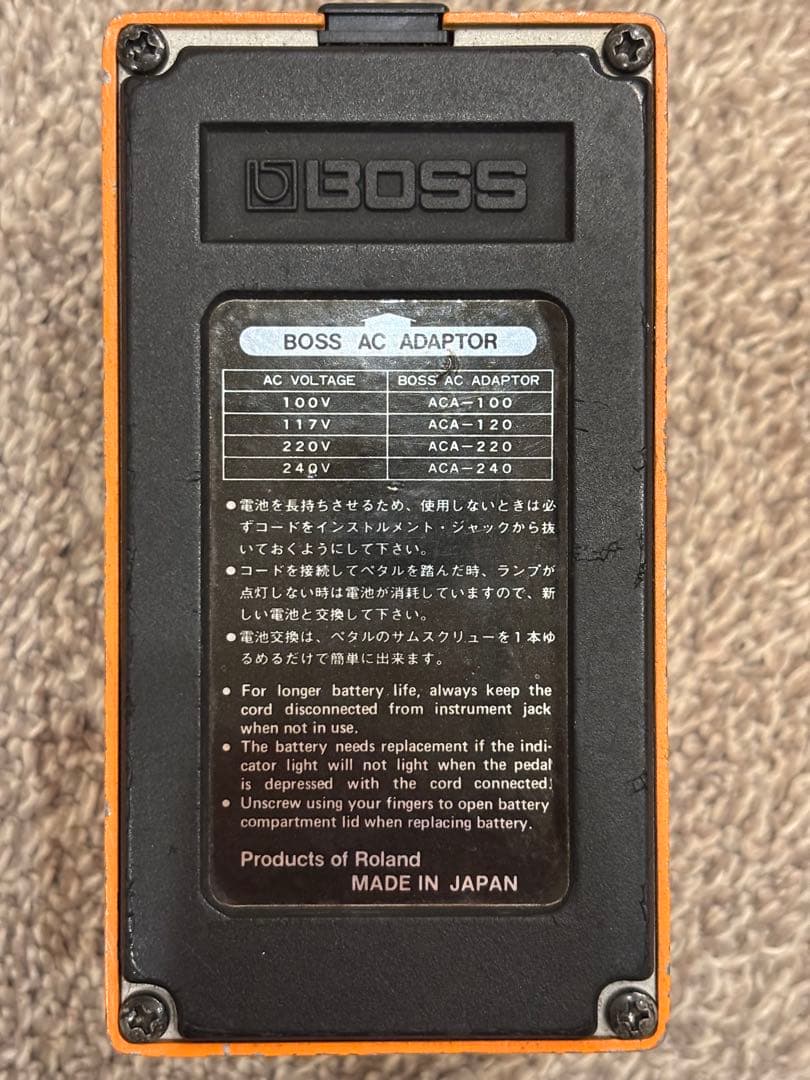 BOSS
BOSS AC ADAPTOR
AC VOLTAGE BOSS AC ADAPTOR
100V ACA-100
117V ACA-120
220V ACA-220
240V ACA-240
●電池を長持ちさせるため、使用しないときは必
ずコードをインストルメント・ジャックから抜
いておくようにして下さい。
●コードを接続してペタルを踏んだ時、ランプが
点灯しない時は電池が消耗していますので、新
しい電池と交換して下さい。
●電池交換は、ペタルのサムスクリューを1本ゆ
るめるだけで簡単に出来ます。
● For longer battery life, always keep the
cord disconnected from instrument jack
when not in use.
● The battery needs replacement if the indi-
cator light will not light when the pedal
is depressed with the cord connected.
● Unscrew using your fingers to open battery
compartment lid when replacing battery.
Products of Roland
MADE IN JAPAN